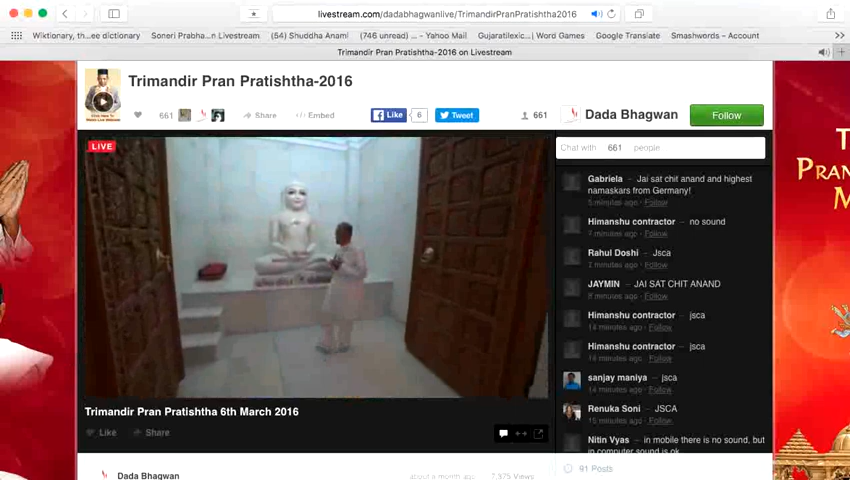 livestream.com/dadabhagwanlive/TrimandirPranPratishtha2016
Wiktionary, th...ee dictionary
Soneri Prabha...n Livestream
(54) Shuddha Anami
(746 unread) ... - Yahoo Mail
Gujaratilexic...| Word Games
Google Translate
Smashwords – Account
Trimandir Pran Pratishtha-2016 on Livestream
Trimandir Pran Pratishtha-2016
661
Share
Embed
Like
6
Tweet
661
Dada Bhagwan
Follow
LIVE
Chat with 661 people
Gabriela – Jai sat chit anand and highest
namaskars from Germany!
5 minutes ago · Follow
Himanshu contractor – no sound
7 minutes ago · Follow
Rahul Doshi – Jsca
minutes ago · Follow
JAYMIN – JAI SAT CHIT ANAND
8 minutes ago · Follow
Himanshu contractor – jsca
14 minutes ago · Follow
Himanshu contractor – jsca
14 minutes ago · Follow
sanjay maniya – jsca
14 minutes ago · Follow
Renuka Soni – JSCA
15 minutes ago · Follow
Nitin Vyas – in mobile there is no sound, but
in computer sound is ok
Trimandir Pran Pratishtha 6th March 2016
Like
Share
91 Posts
Dada Bhagwan
about a month ago
7,375 Views
T
PRAN
M